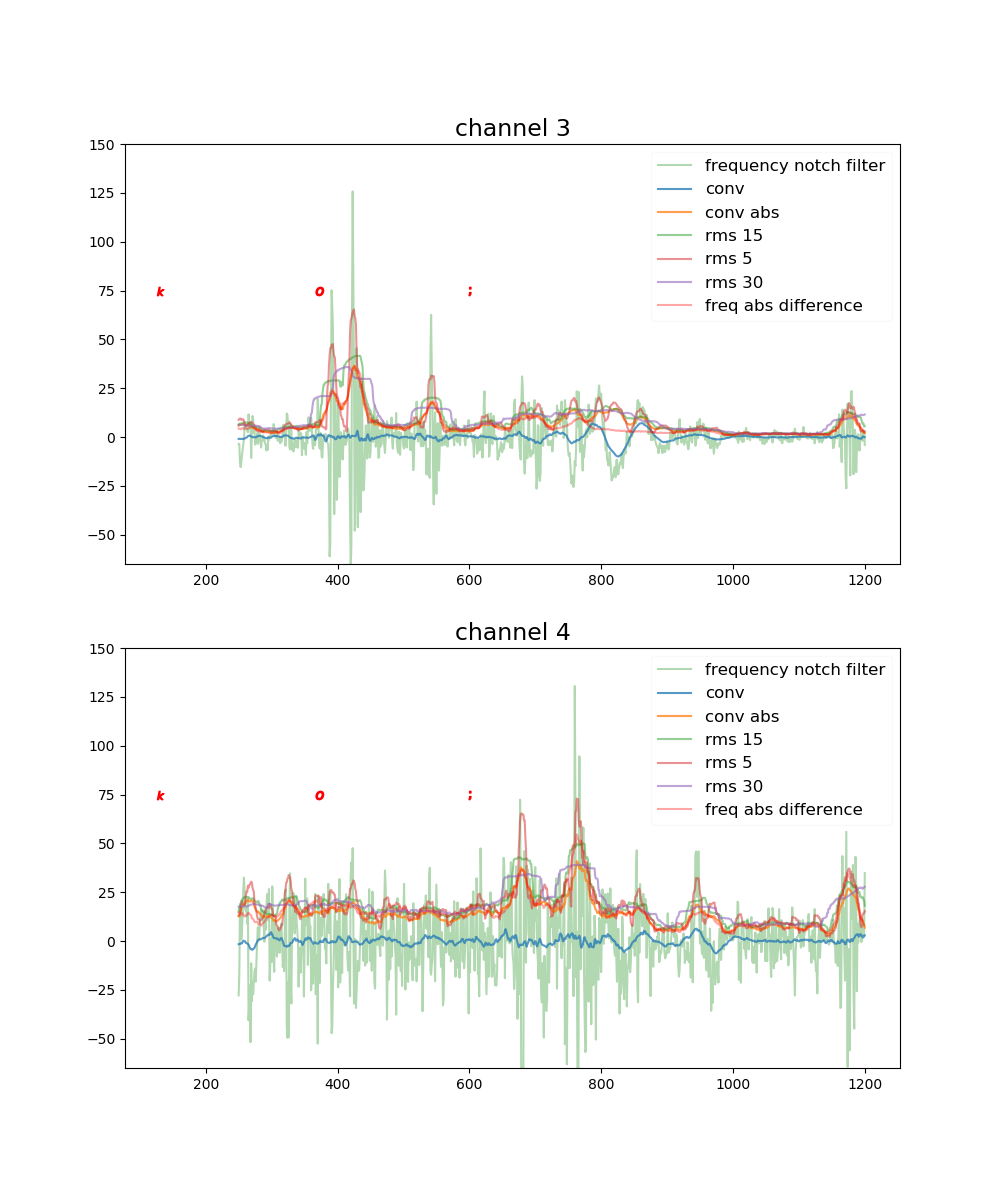 channel 3
150
125
100
75
50
25
0
−25
−50
200 400 600 800 1000 1200
frequency notch filter
conv
conv abs
rms 15
rms 5
rms 30
freq abs difference
k o ;
channel 4
150
125
100
75
50
25
0
−25
−50
200 400 600 800 1000 1200
frequency notch filter
conv
conv abs
rms 15
rms 5
rms 30
freq abs difference
k o ;